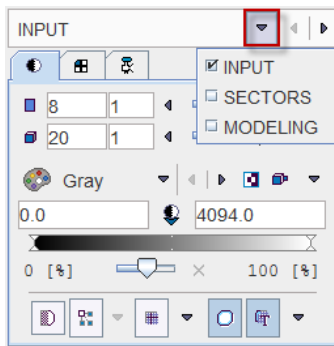 INPUT
INPUT
SECTORS
8 1
MODELING
20 1
Gray
0.0 4094.0
0 [%] 100 [%]